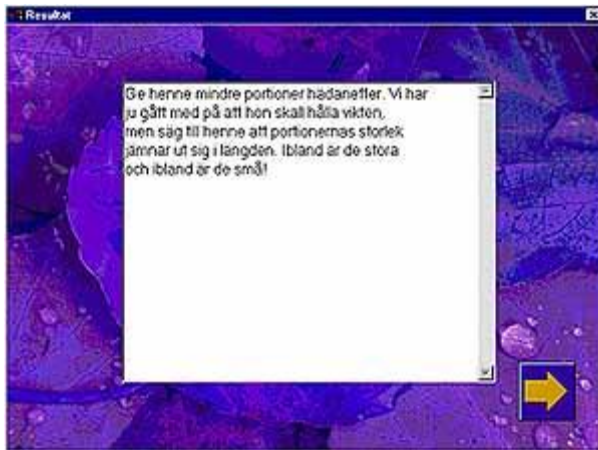 Resultat
Ge henne mindre portioner hädanefter. Vi har
ju gått med på att hon skall hålla vikten,
men säg till henne att portionernas storlek
jämnar ut sig i längden. Ibland är de stora
och ibland är de små!